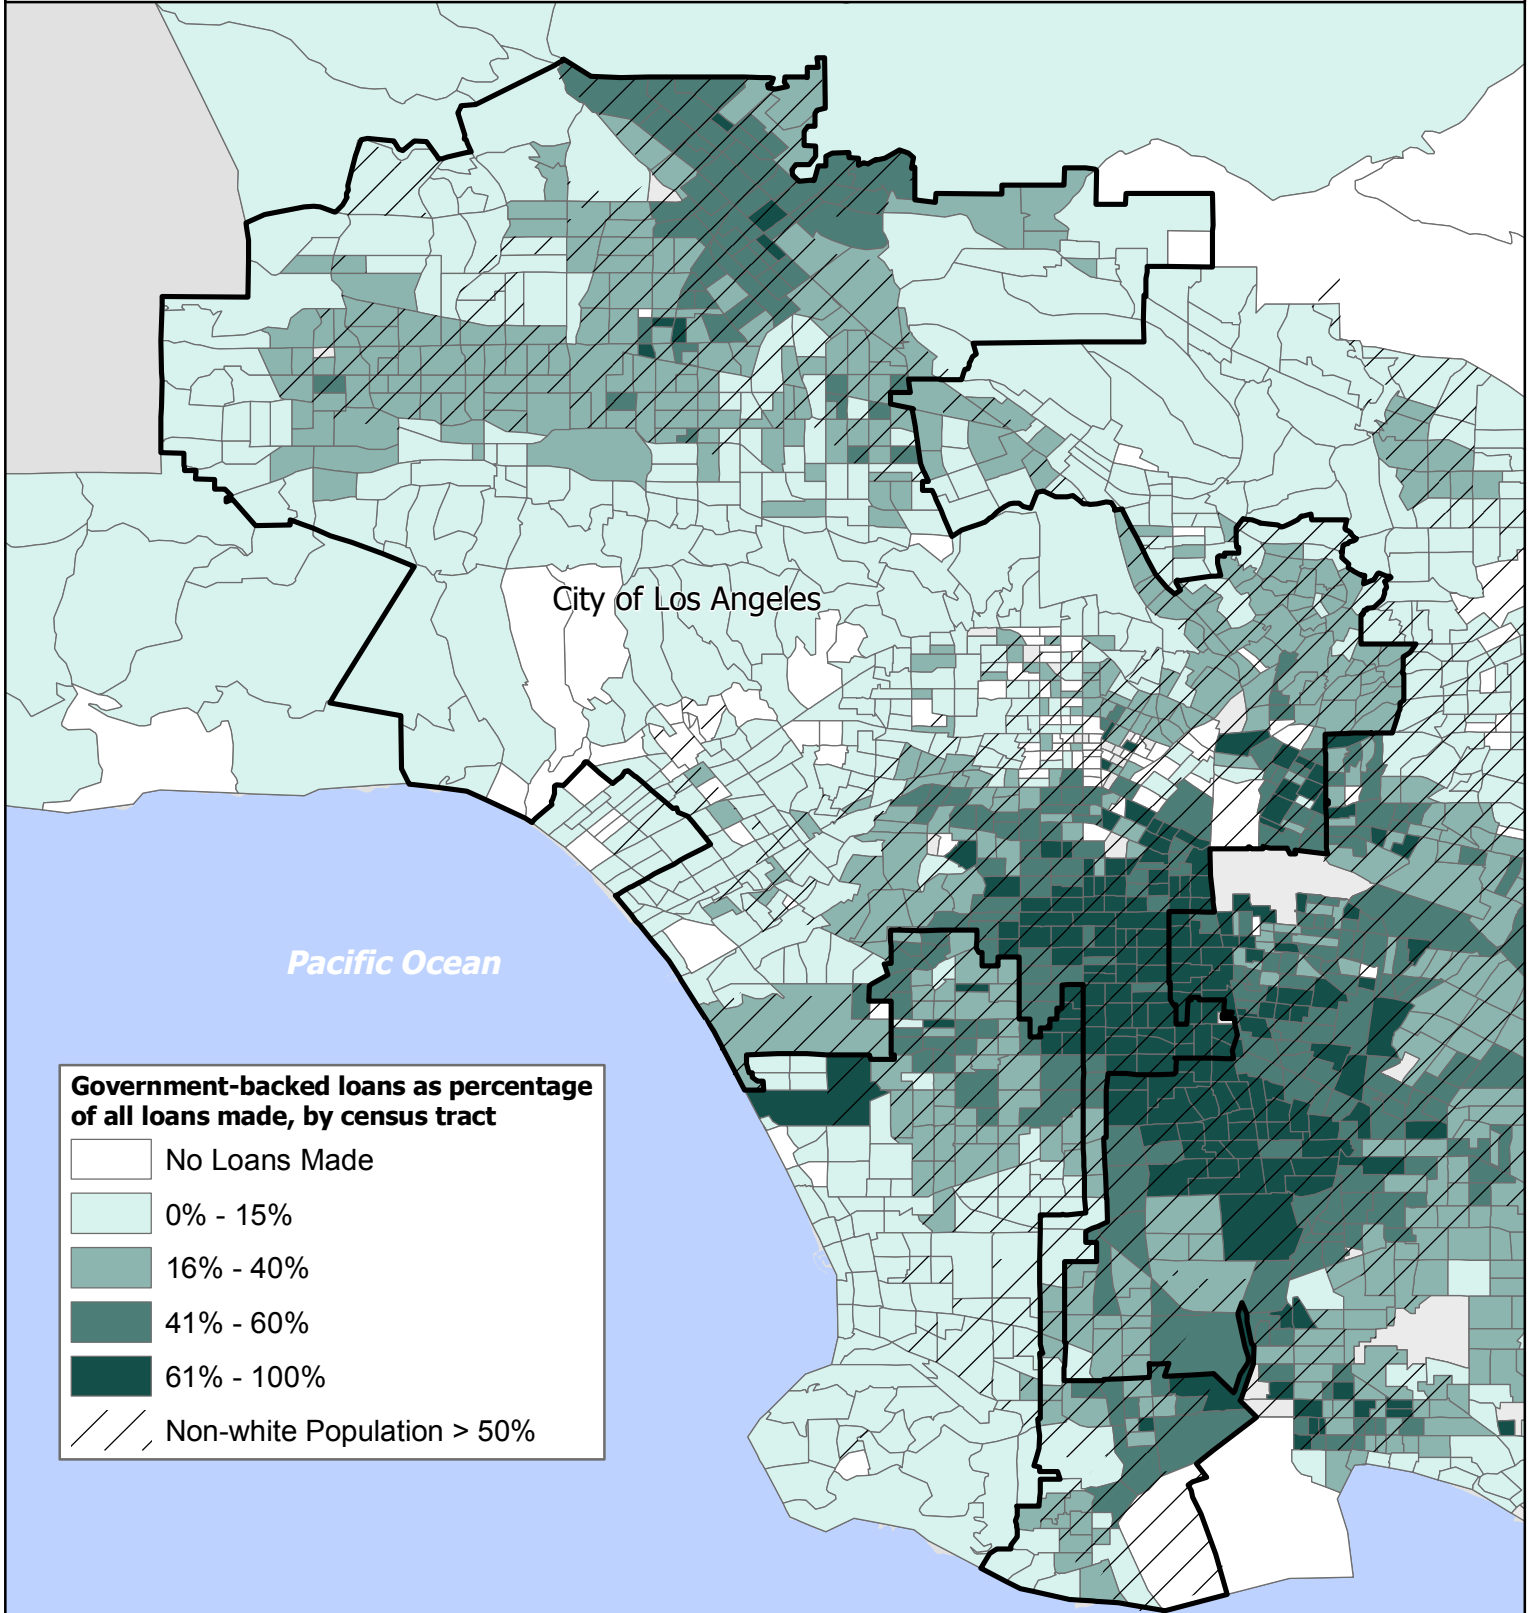 City of Los Angeles
Pacific Ocean
Government-backed loans as percentage
of all loans made, by census tract
No Loans Made
0% - 15%
16% - 40%
41% - 60%
61% - 100%
Non-white Population > 50%